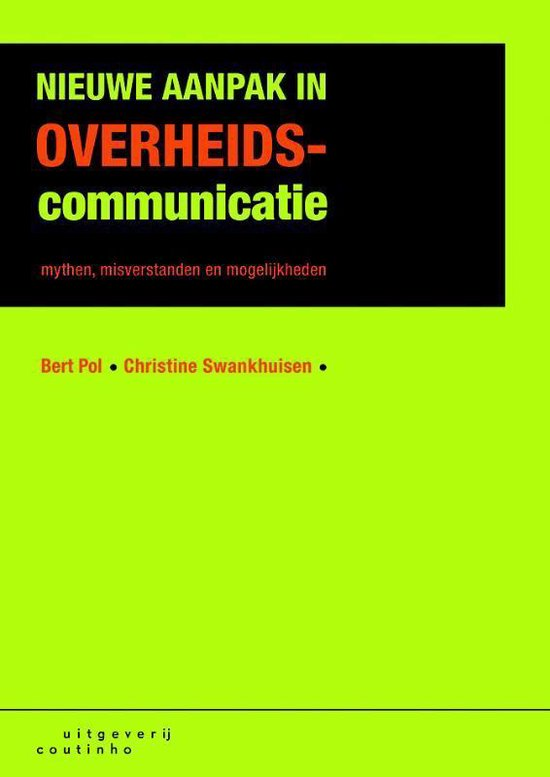 NIEUWE AANPAK IN
OVERHEIDS-
communicatie
mythen, misverstanden en mogelijkheden
Bert Pol • Christine Swankhuisen •
uitgeverij
coutinho